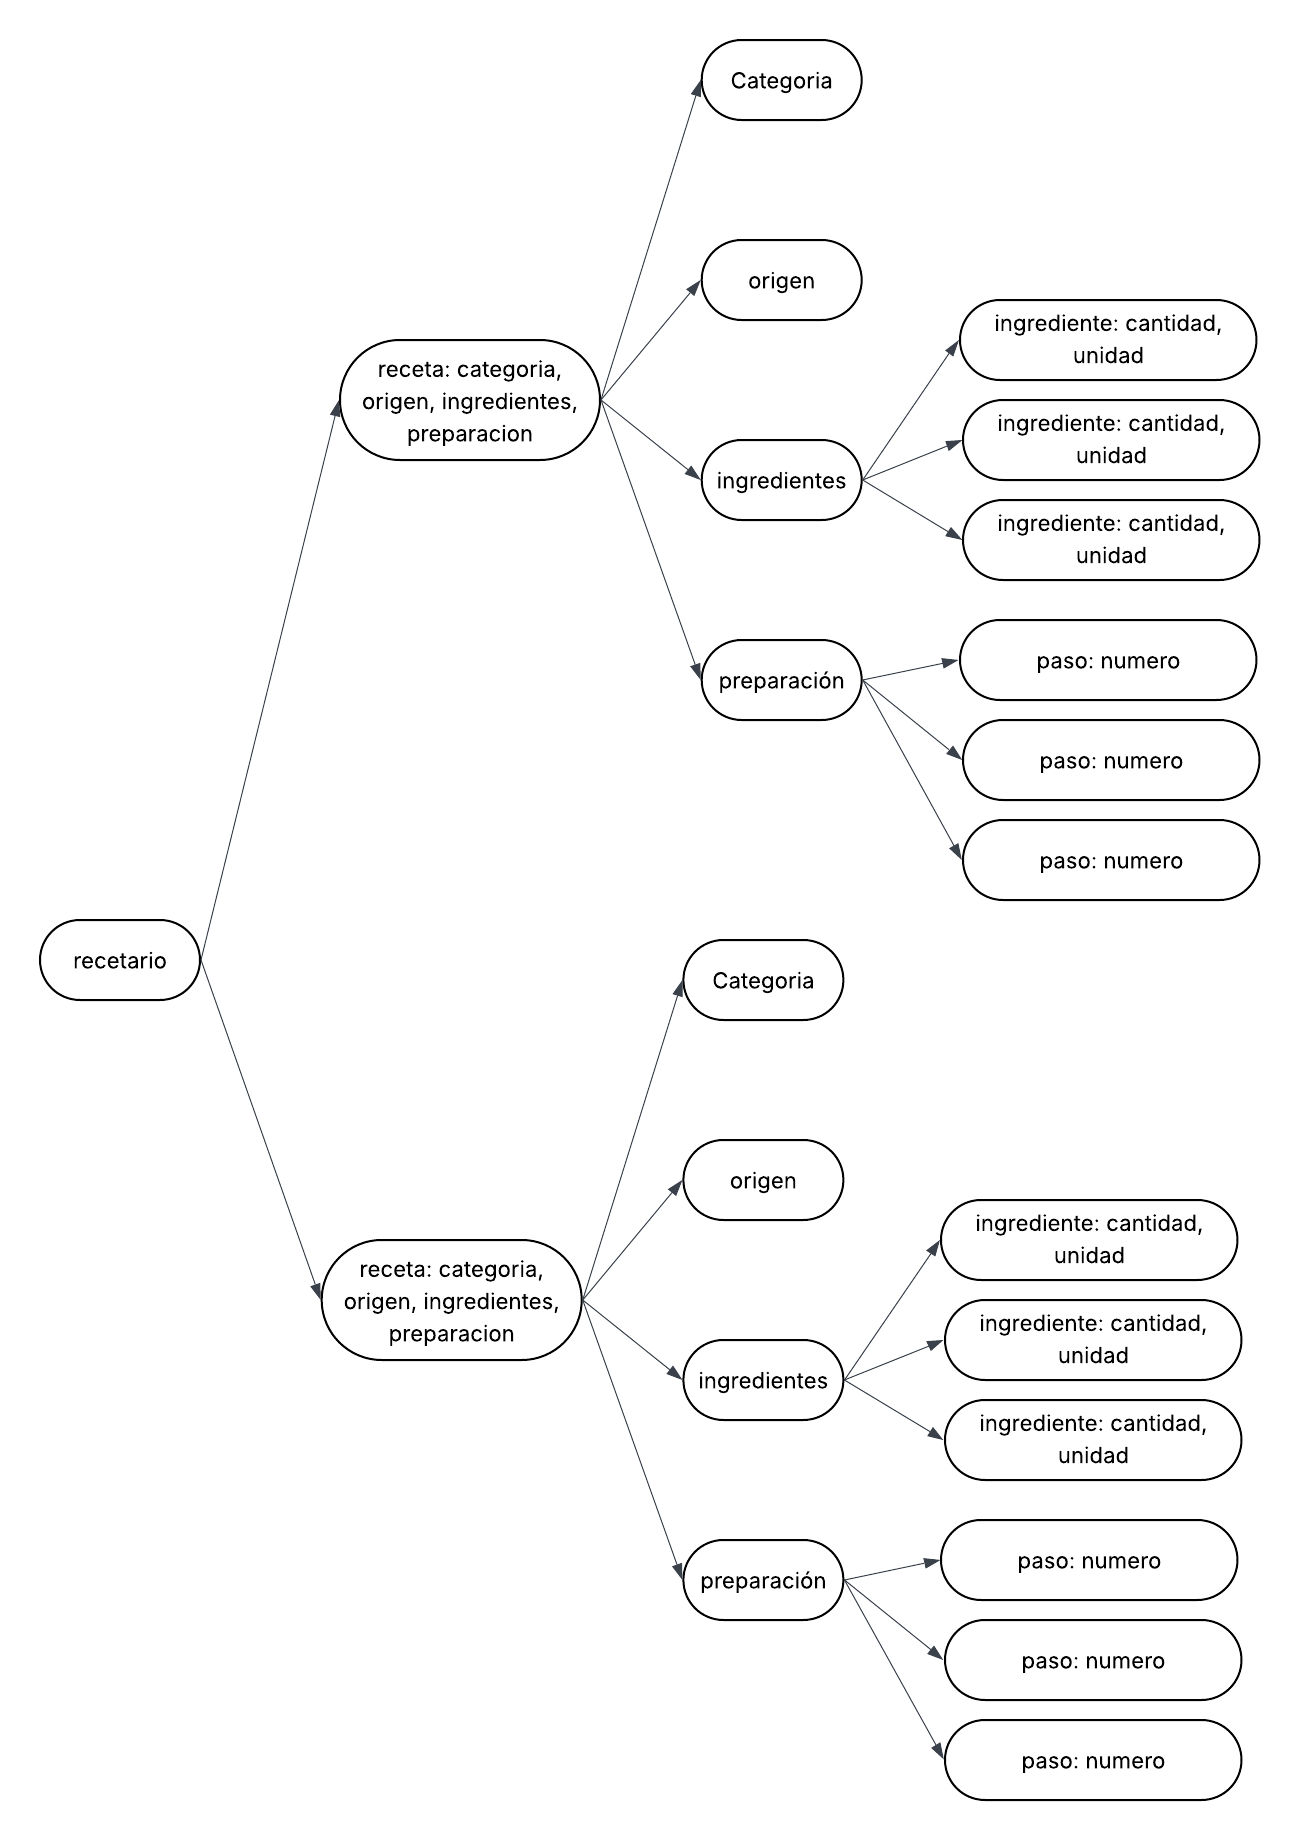 Categoria
origen
ingrediente: cantidad,
unidad
receta: categoria,
origen, ingredientes,
preparacion
ingrediente: cantidad,
unidad
ingredientes
ingrediente: cantidad,
unidad
preparación
paso: numero
paso: numero
paso: numero
recetario
Categoria
origen
ingrediente: cantidad,
unidad
receta: categoria,
origen, ingredientes,
preparacion
ingrediente: cantidad,
unidad
ingredientes
ingrediente: cantidad,
unidad
preparación
paso: numero
paso: numero
paso: numero